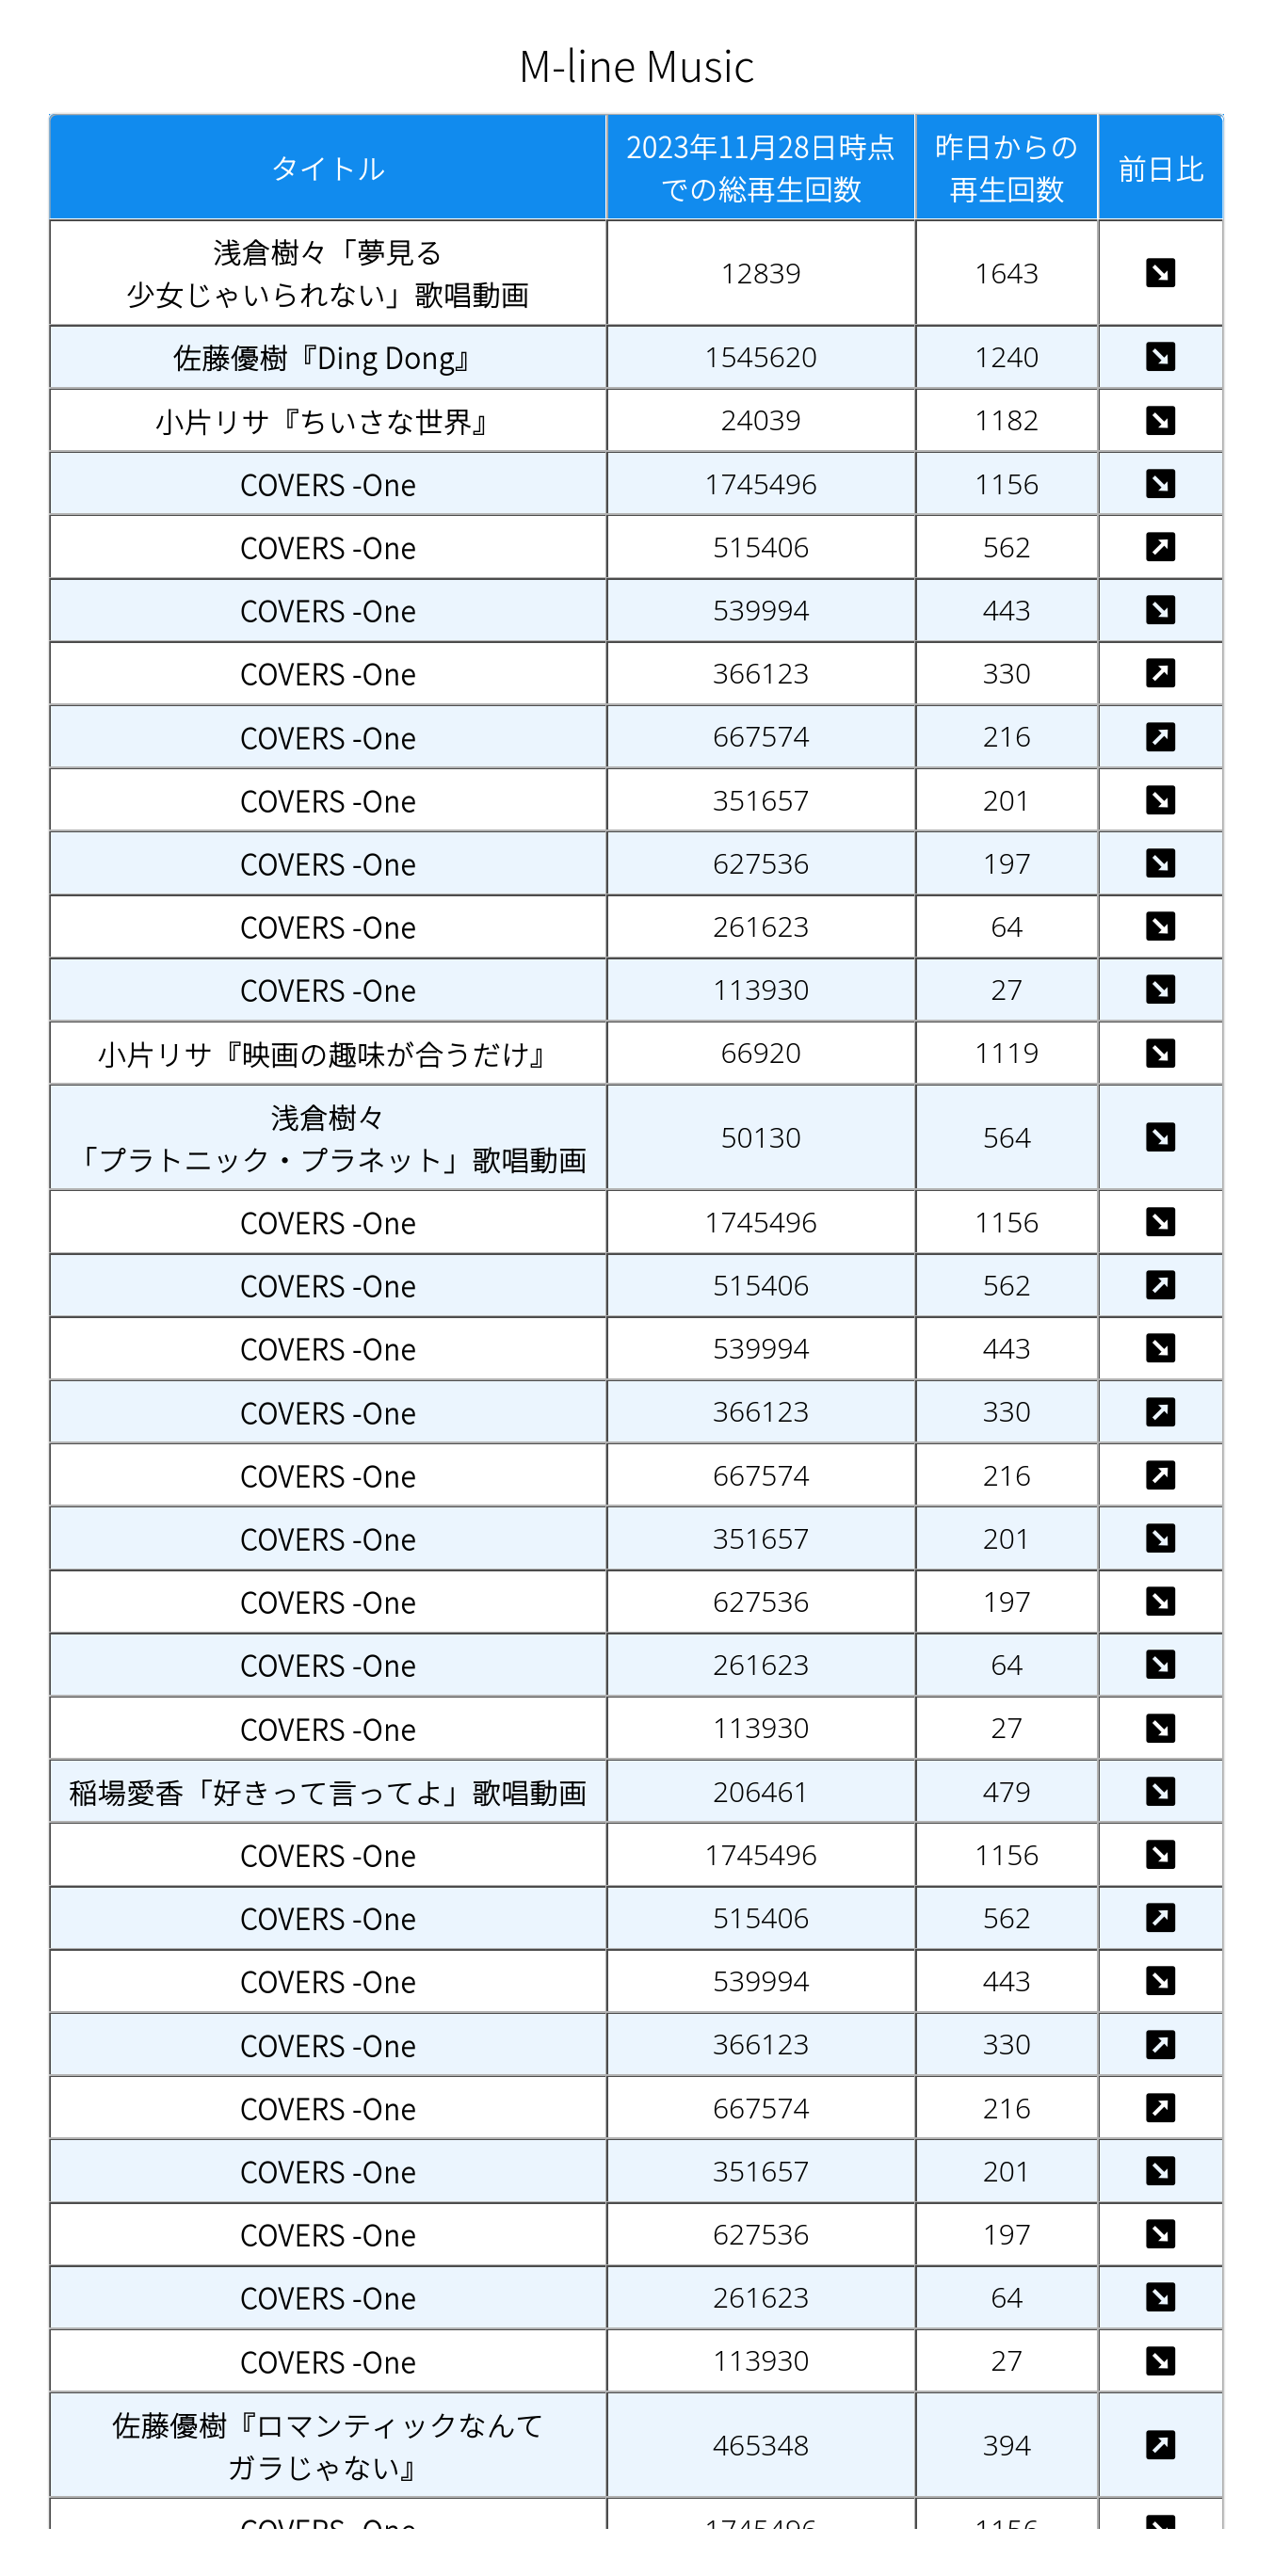 M-line Music
タイトル 2023年11月28日時点 昨日からの 前日比
での総再生回数 再生回数
浅倉樹々「夢見る
少女じゃいられない」歌唱動画 12839 1643
佐藤優樹『Ding Dong』 1545620 1240
小片リサ『ちいさな世界』 24039 1182
COVERS -One 1745496 1156
COVERS -One 515406 562
COVERS -One 539994 443
COVERS -One 366123 330
COVERS -One 667574 216
COVERS -One 351657 201
COVERS -One 627536 197
COVERS -One 261623 64
COVERS -One 113930 27
小片リサ『映画の趣味が合うだけ』 66920 1119
浅倉樹々
「プラトニック・プラネット」歌唱動画 50130 564
COVERS -One 1745496 1156
COVERS -One 515406 562
COVERS -One 539994 443
COVERS -One 366123 330
COVERS -One 667574 216
COVERS -One 351657 201
COVERS -One 627536 197
COVERS -One 261623 64
COVERS -One 113930 27
稲場愛香「好きって言ってよ」歌唱動画 206461 479
COVERS -One 1745496 1156
COVERS -One 515406 562
COVERS -One 539994 443
COVERS -One 366123 330
COVERS -One 667574 216
COVERS -One 351657 201
COVERS -One 627536 197
COVERS -One 261623 64
COVERS -One 113930 27
佐藤優樹『ロマンティックなんて
ガラじゃない』 465348 394
COVERS -One 1745496 1156